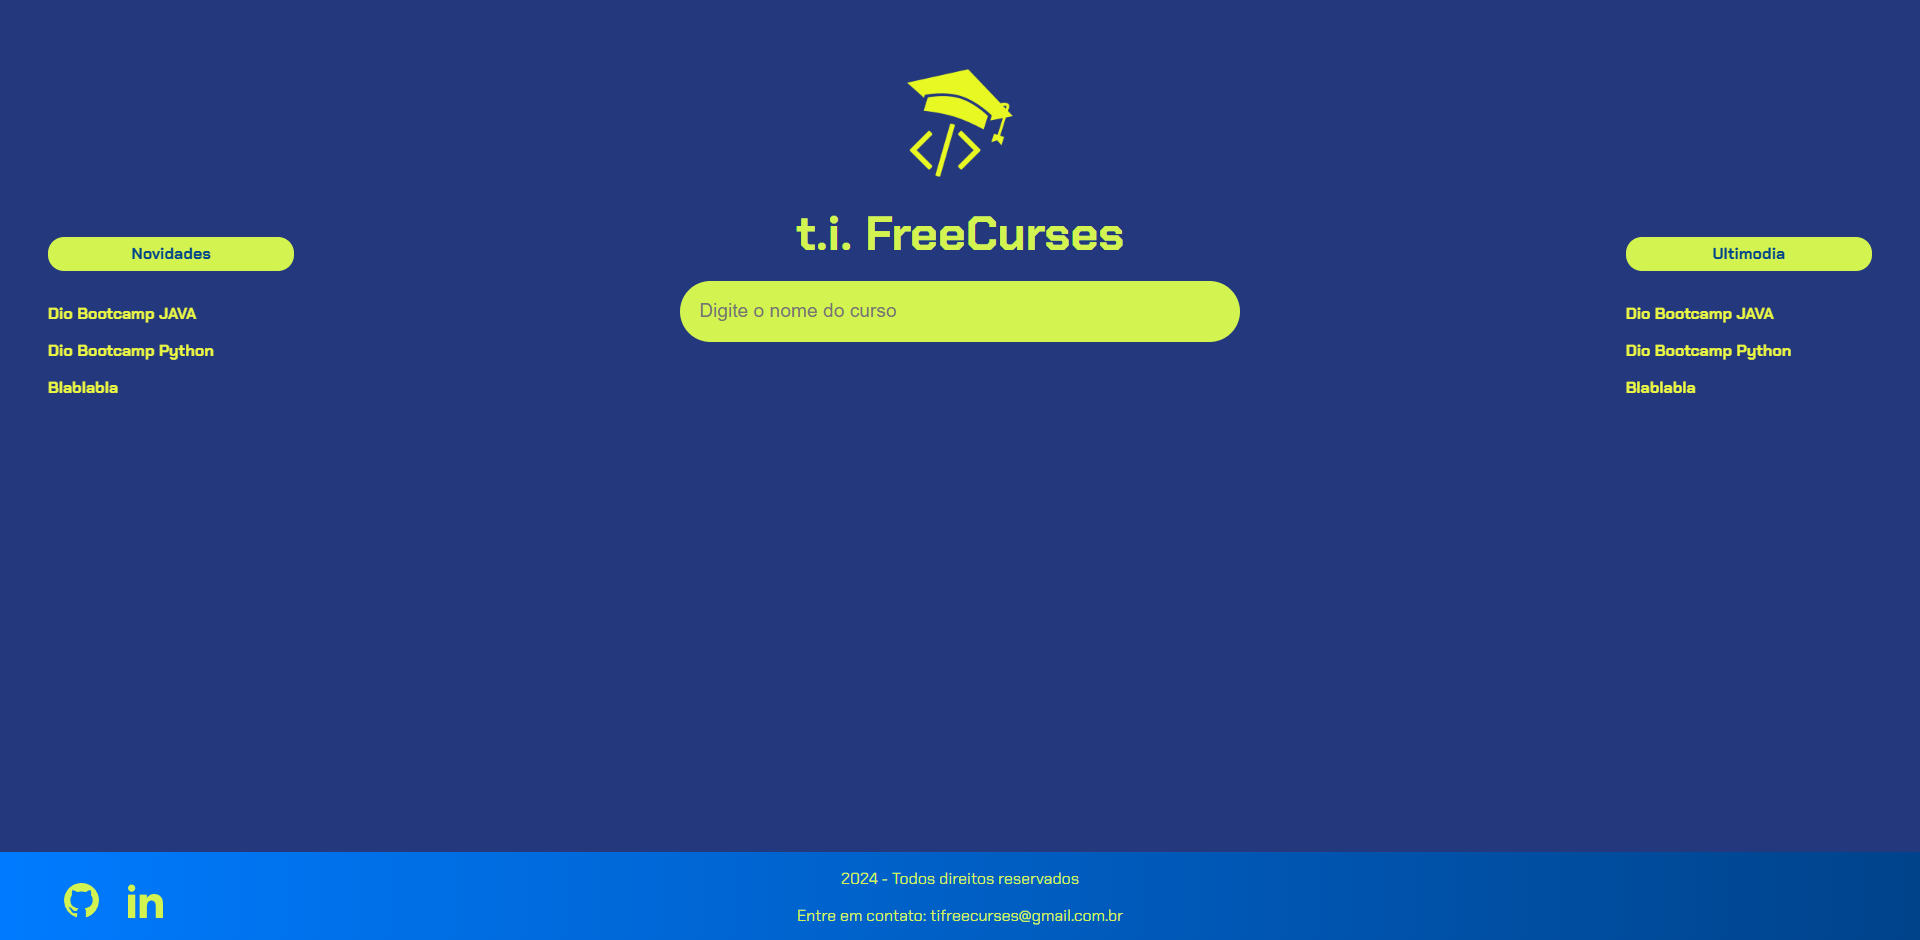 t.i. FreeCurses
Digite o nome do curso
Novidades
Dio Bootcamp JAVA
Dio Bootcamp Python
Blablabla
Ultimodia
Dio Bootcamp JAVA
Dio Bootcamp Python
Blablabla
2024 - Todos direitos reservados
Entre em contato: tifreecurses@gmail.com.br